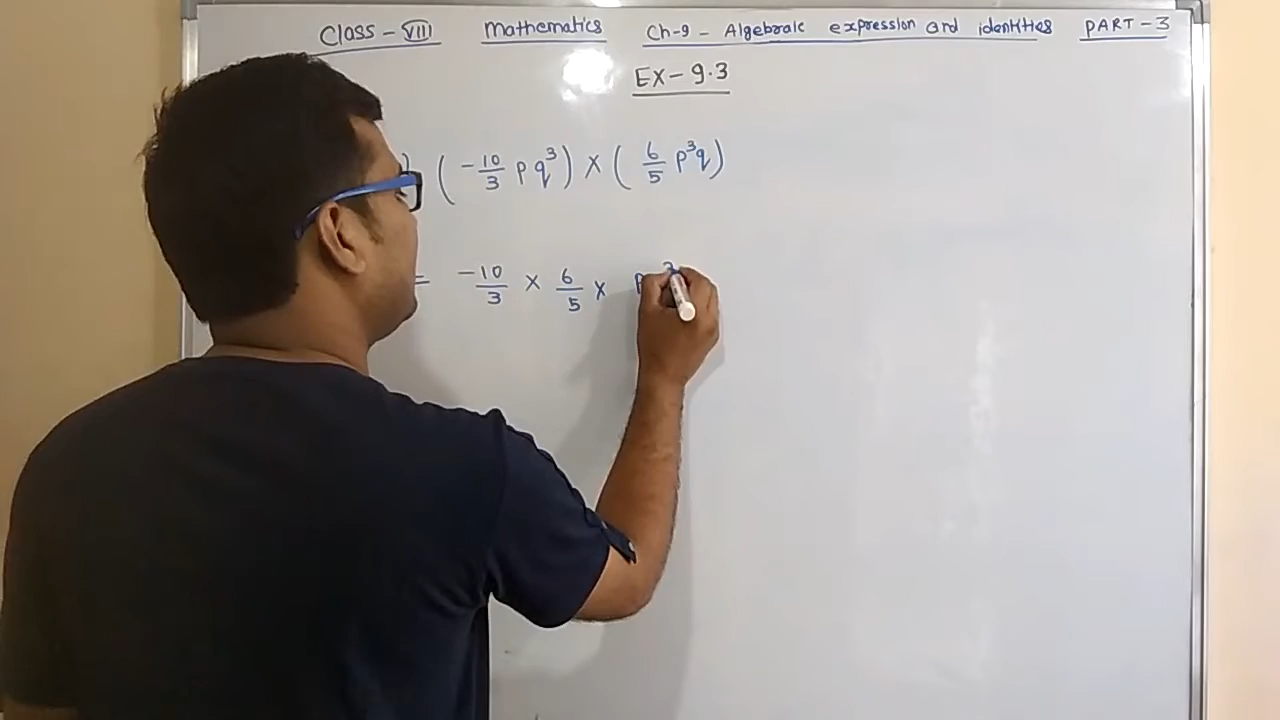 Class - VIII Mathematics Ch-9 - Algebraic expression and identities PART - 3
EX - 9.3
) (-10/3 pq³) × (6/5 p³q)
= -10/3 × 6/5 × p